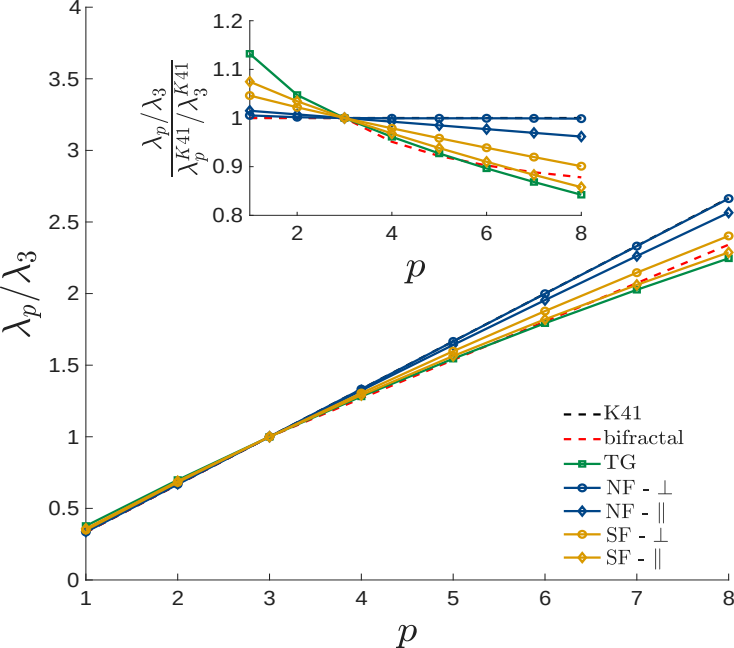 4
3.5
3
2.5
2
1.5
1
0.5
0
1 2 3 4 5 6 7 8
p
λp/λ3
1.2
1.1
1
0.9
0.8
2 4 6 8
p
λp/λ3
λpK41/λ3K41
K41
bifractal
TG
NF - ⊥
NF - ∥
SF - ⊥
SF - ∥